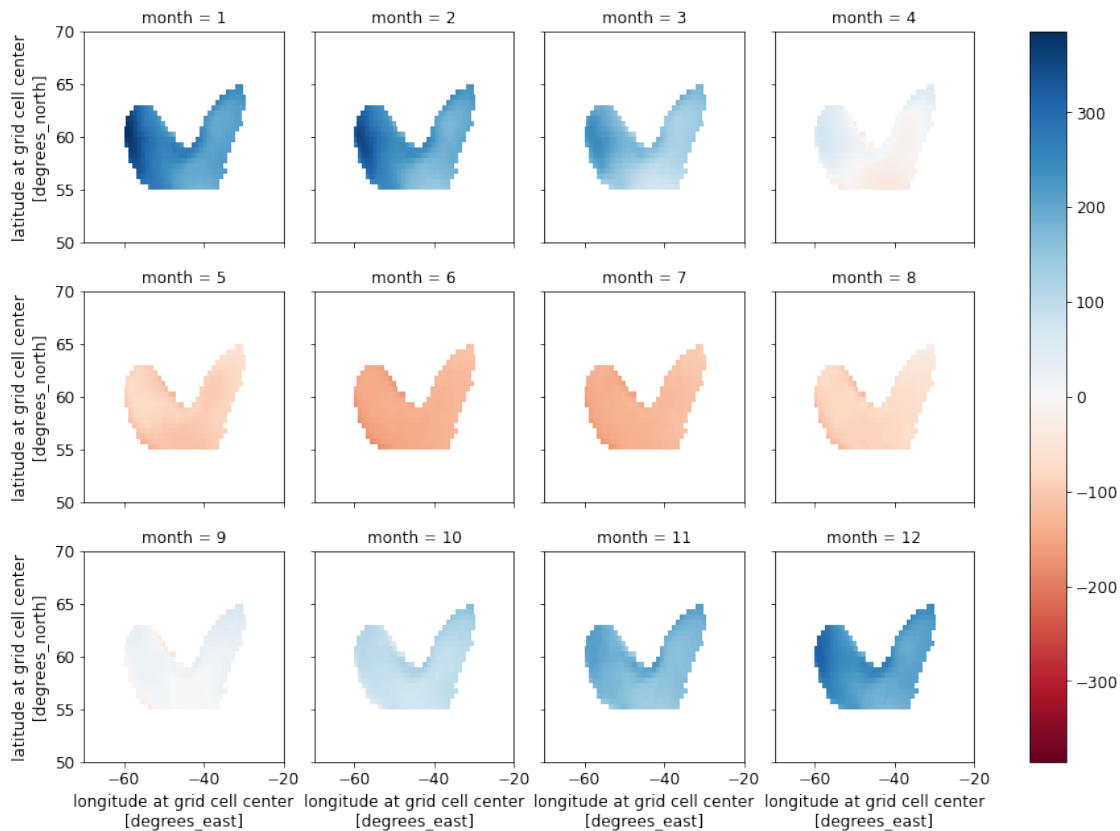 month = 1
month = 2
month = 3
month = 4
70
65
60
55
50
latitude at grid cell center
[degrees_north]
month = 5
month = 6
month = 7
month = 8
70
65
60
55
50
latitude at grid cell center
[degrees_north]
month = 9
month = 10
month = 11
month = 12
70
65
60
55
50
latitude at grid cell center
[degrees_north]
−60 −40 −20
longitude at grid cell center
[degrees_east]
−60 −40 −20
longitude at grid cell center
[degrees_east]
−60 −40 −20
longitude at grid cell center
[degrees_east]
−60 −40 −20
longitude at grid cell center
[degrees_east]
300
200
100
0
−100
−200
−300